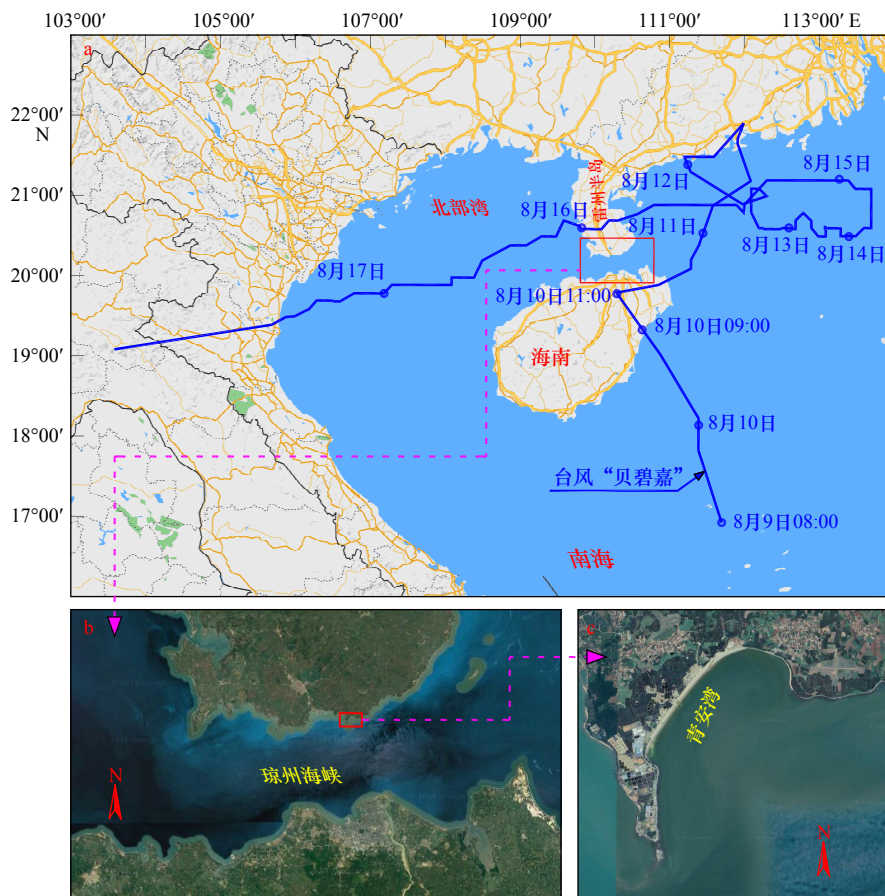 103°00′ 105°00′ 107°00′ 109°00′ 111°00′ 113°00′ E
a
22°00′
N
21°00′
20°00′
19°00′
18°00′
17°00′
雷州半岛
北部湾
8月12日
8月15日
8月16日
8月11日
8月13日
8月14日
8月17日
8月10日11:00
8月10日09:00
海南
8月10日
台风“贝碧嘉”
8月9日08:00
南海
b
琼州海峡
N
c
青安湾
N